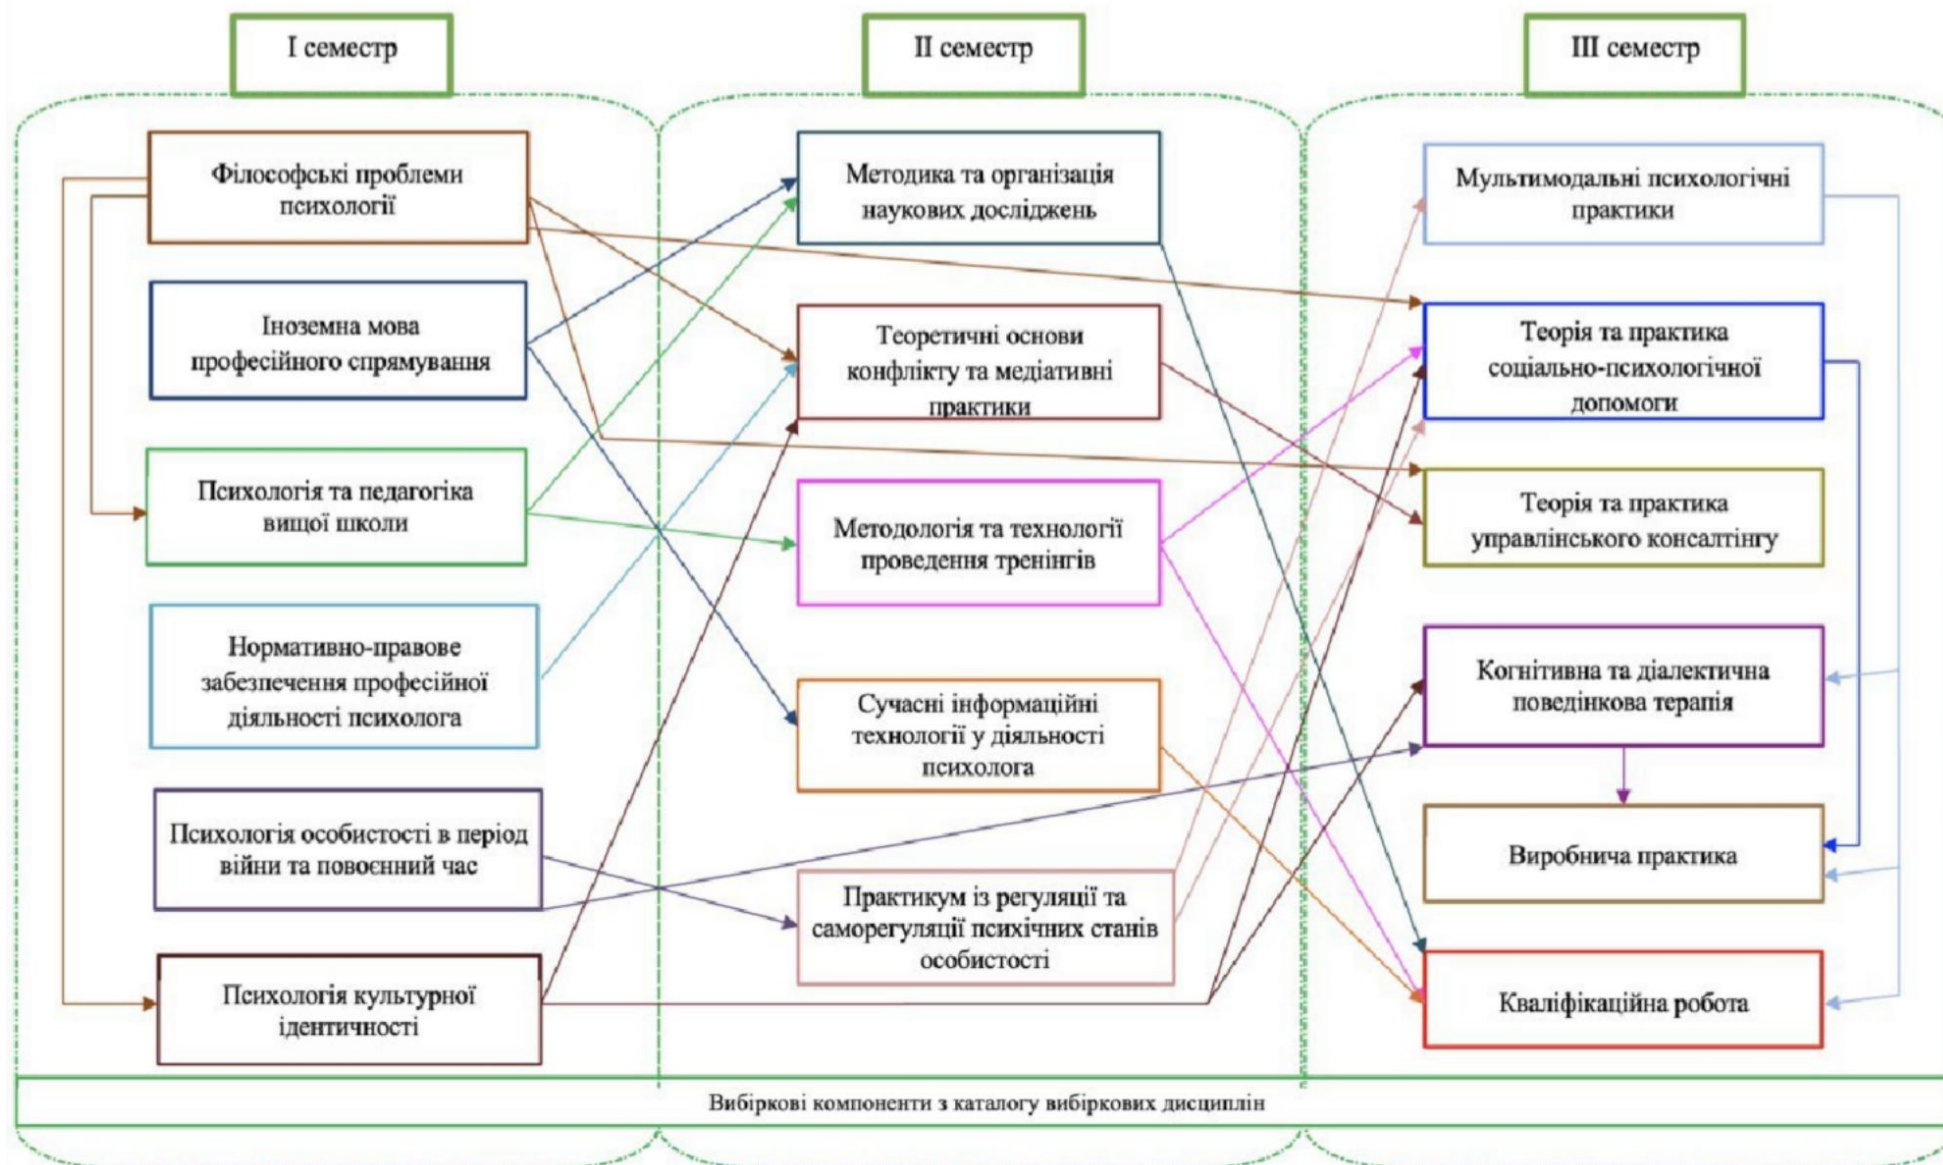 І семестр
ІІ семестр
ІІІ семестр
Філософські проблеми
психології
Іноземна мова
професійного спрямування
Психологія та педагогіка
вищої школи
Нормативно-правове
забезпечення професійної
діяльності психолога
Психологія особистості в період
війни та повоєнний час
Психологія культурної
ідентичності
Методика та організація
наукових досліджень
Теоретичні основи
конфлікту та медіативні
практики
Методологія та технології
проведення тренінгів
Сучасні інформаційні
технології у діяльності
психолога
Практикум із регуляції та
саморегуляції психічних станів
особистості
Мультимодальні психологічні
практики
Теорія та практика
соціально-психологічної
допомоги
Теорія та практика
управлінського консалтінгу
Когнітивна та діалектична
поведінкова терапія
Виробнича практика
Кваліфікаційна робота
Вибіркові компоненти з каталогу вибіркових дисциплін